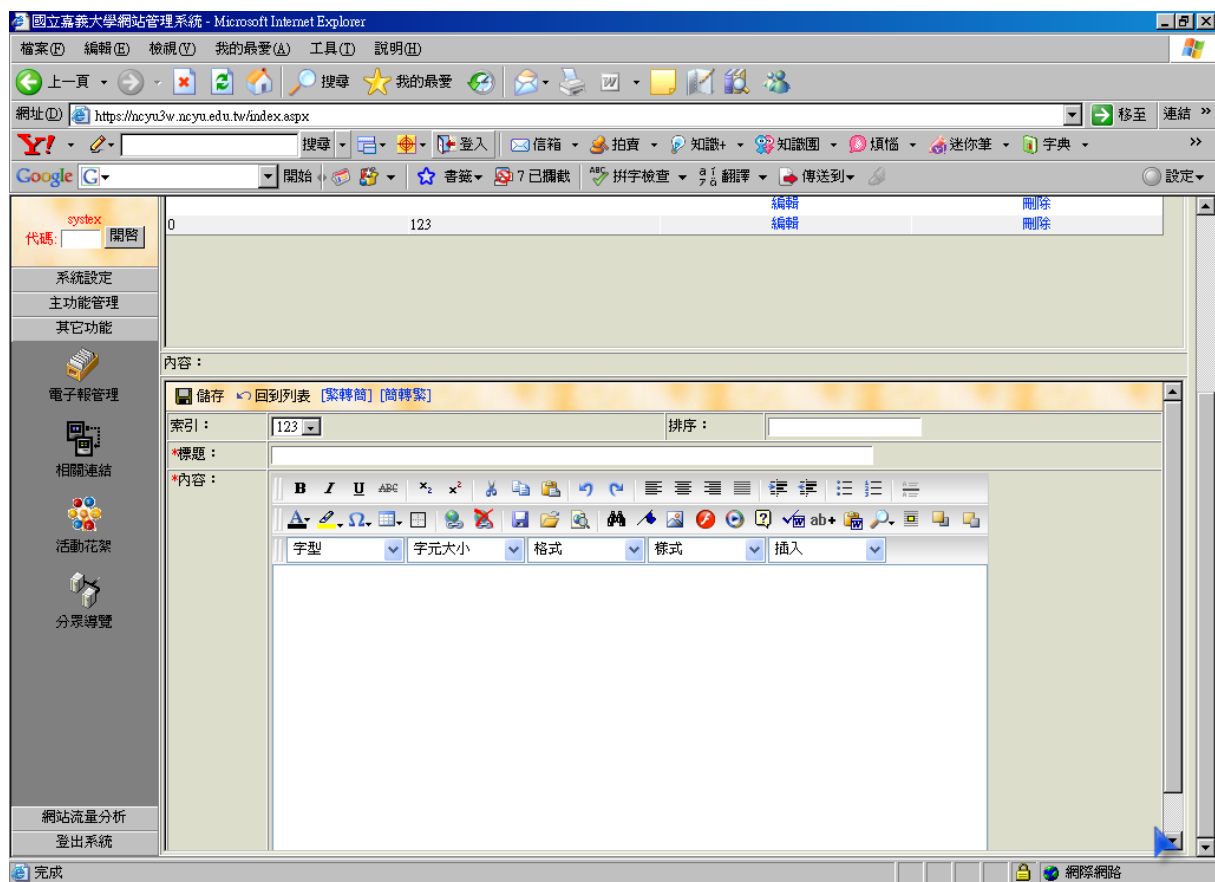 國立嘉義大學網站管理系統 - Microsoft Internet Explorer
檔案(F) 編輯(E) 檢視(V) 我的最愛(A) 工具(T) 說明(H)
上一頁 搜尋 我的最愛
網址(D) https://ncyu3w.ncyu.edu.tw/index.aspx 移至 連結 »
Y! 搜尋 登入 信箱 拍賣 知識+ 知識團 煩惱 迷你筆 字典 »
Google G 開始 書籤 7 已攔截 拼字檢查 翻譯 傳送到 設定
編輯 刪除
systex
代碼: 開啓
0 123 編輯 刪除
系統設定
主功能管理
其它功能
電子報管理
相關連結
活動花絮
分眾導覽
網站流量分析
登出系統
內容：
儲存 回到列表 [繁轉簡] [簡轉繁]
索引： 123 排序：
*標題：
*內容：
B I U ABC ×₂ ×²
A Ω ab+
字型 字元大小 格式 樣式 插入
完成 網際網路